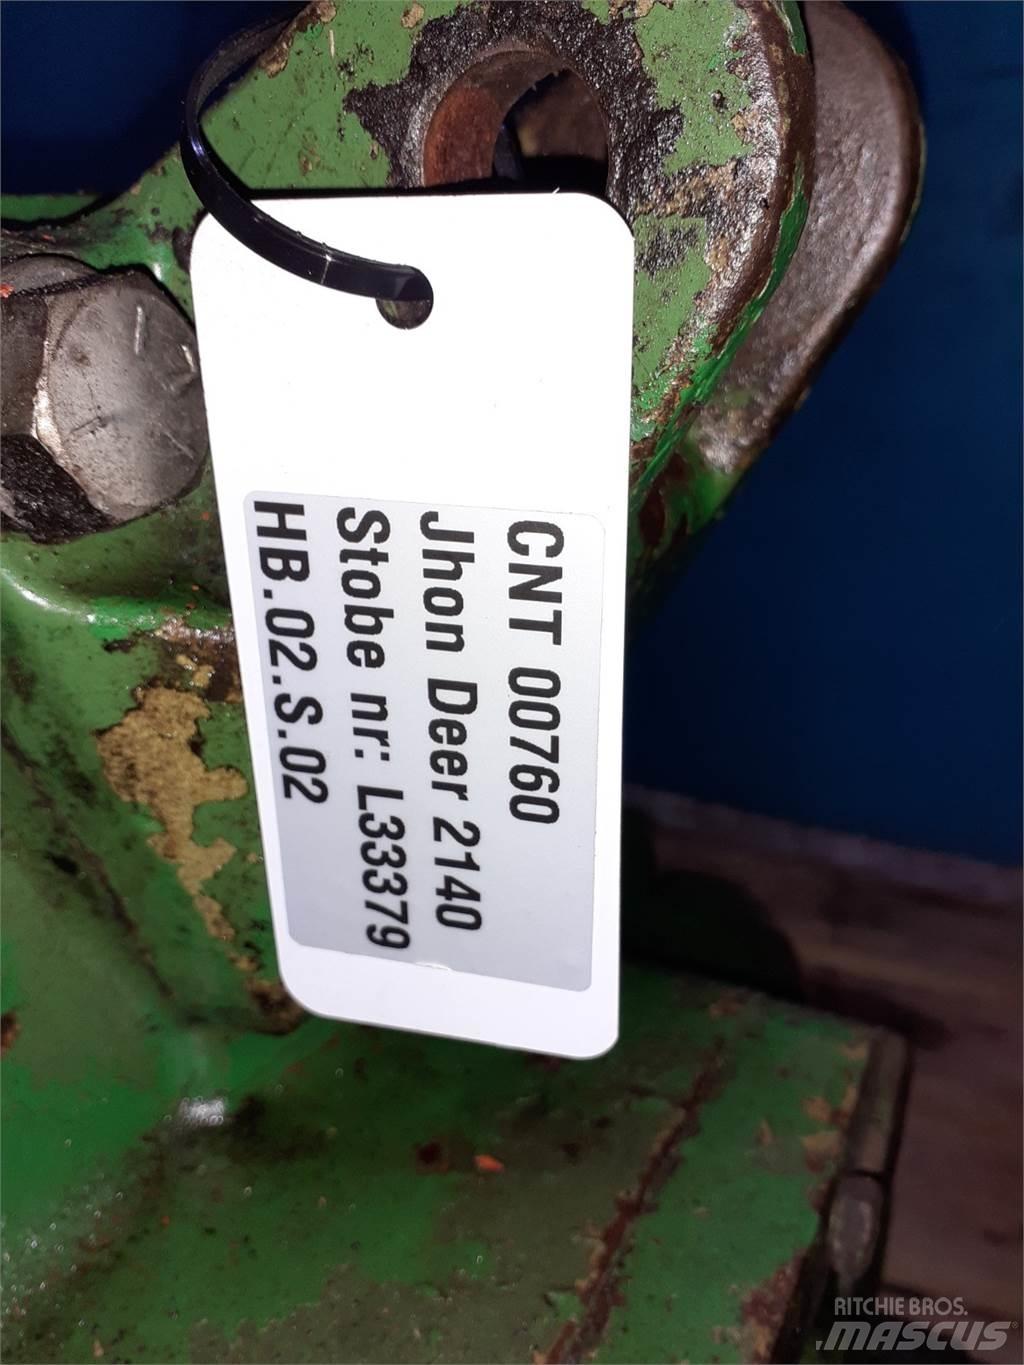 CNT 00760
Jhon Deer 2140
Stobe nr: L33379
HB.02.S.02
RITCHIE BROS.
MASCUS